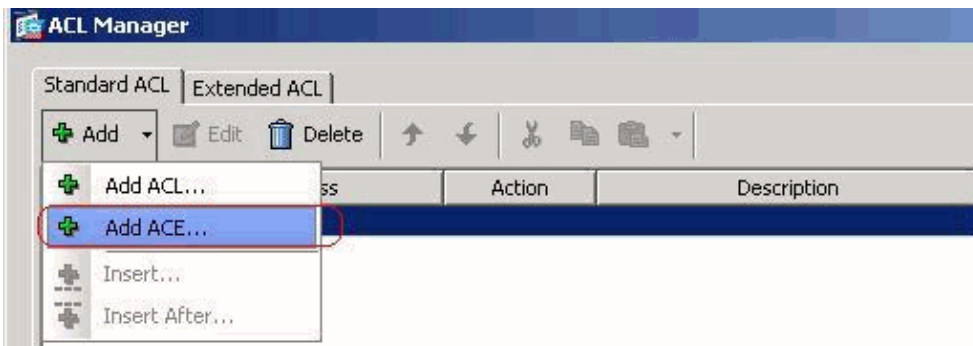 ACL Manager
Standard ACL Extended ACL
Add Edit Delete
Add ACL...
ss Action Description
Add ACE...
Insert...
Insert After...